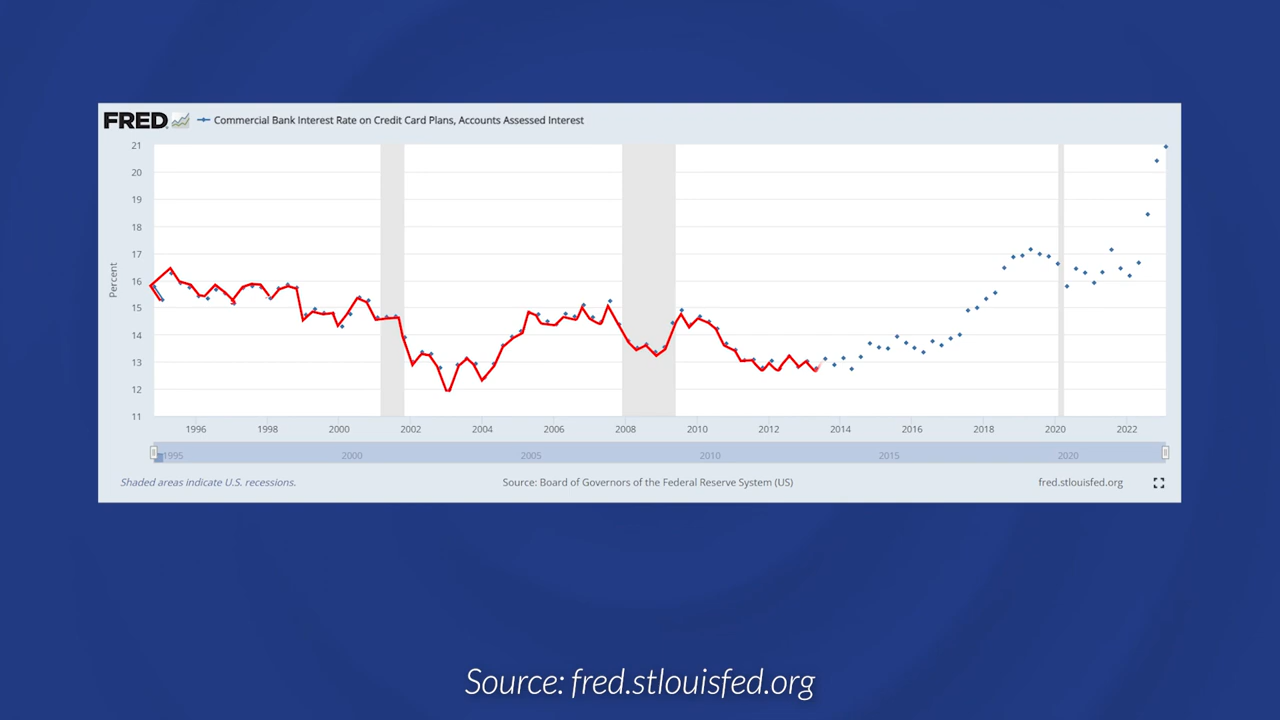 FRED
Commercial Bank Interest Rate on Credit Card Plans, Accounts Assessed Interest
21
20
19
18
17
16
15
14
13
12
11
Percent
1996 1998 2000 2002 2004 2006 2008 2010 2012 2014 2016 2018 2020 2022
1995 2000 2005 2010 2015 2020
Shaded areas indicate U.S. recessions. Source: Board of Governors of the Federal Reserve System (US) fred.stlouisfed.org
Source: fred.stlouisfed.org